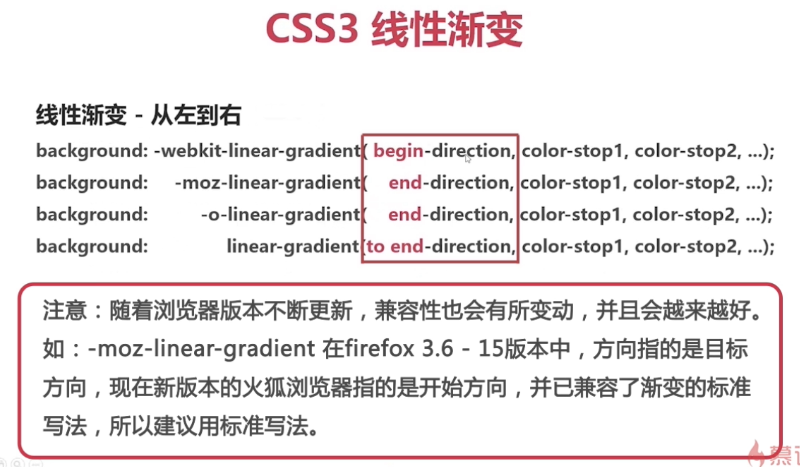 CSS3 线性渐变
线性渐变 - 从左到右
background: -webkit-linear-gradient( begin-direction, color-stop1, color-stop2, ...);
background: -moz-linear-gradient( end-direction, color-stop1, color-stop2, ...);
background: -o-linear-gradient( end-direction, color-stop1, color-stop2, ...);
background: linear-gradient(to end-direction, color-stop1, color-stop2, ...);
注意：随着浏览器版本不断更新，兼容性也会有所变动，并且会越来越好。
如：-moz-linear-gradient 在firefox 3.6 - 15版本中，方向指的是目标
方向，现在新版本的火狐浏览器指的是开始方向，并已兼容了渐变的标准
写法，所以建议用标准写法。
慕